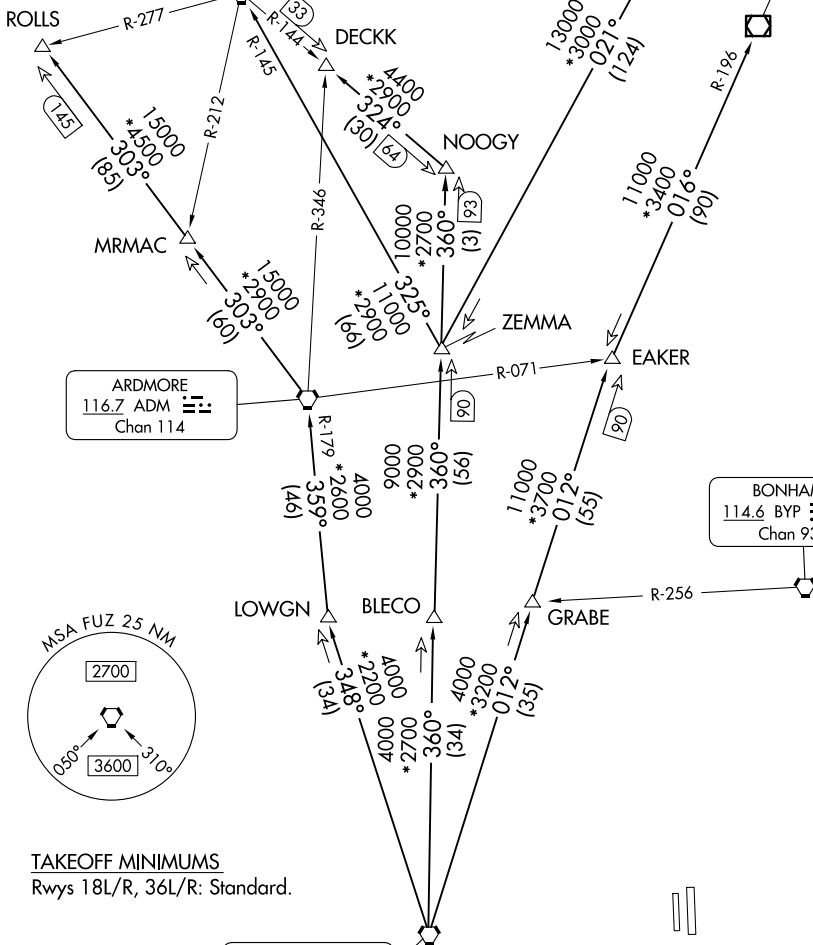 ROLLS
R-277
33
R-144
DECKK
R-145
13000
*3000
021°
(124)
R-196
145
15000
*4500
303°
(85)
R-212
4400
*2900
324°
(30)
64
NOOGY
R-346
93
10000
*2700
360°
(3)
11000
*3400
016°
(90)
MRMAC
15000
*2900
303°
(60)
325°
11000
*2900
(66)
ZEMMA
EAKER
R-071
ARDMORE
116.7 ADM
Chan 114
R-179
90
90
4000
*2600
359°
(46)
9000
*2900
360°
(56)
11000
*3700
012°
(55)
BONHAM
114.6 BYP
Chan 93
R-256
LOWGN
BLECO
GRABE
MSA FUZ 25 NM
2700
050°
310°
3600
4000
*2200
348°
(34)
4000
*2700
360°
(34)
4000
*3200
012°
(35)
TAKEOFF MINIMUMS
Rwys 18L/R, 36L/R: Standard.